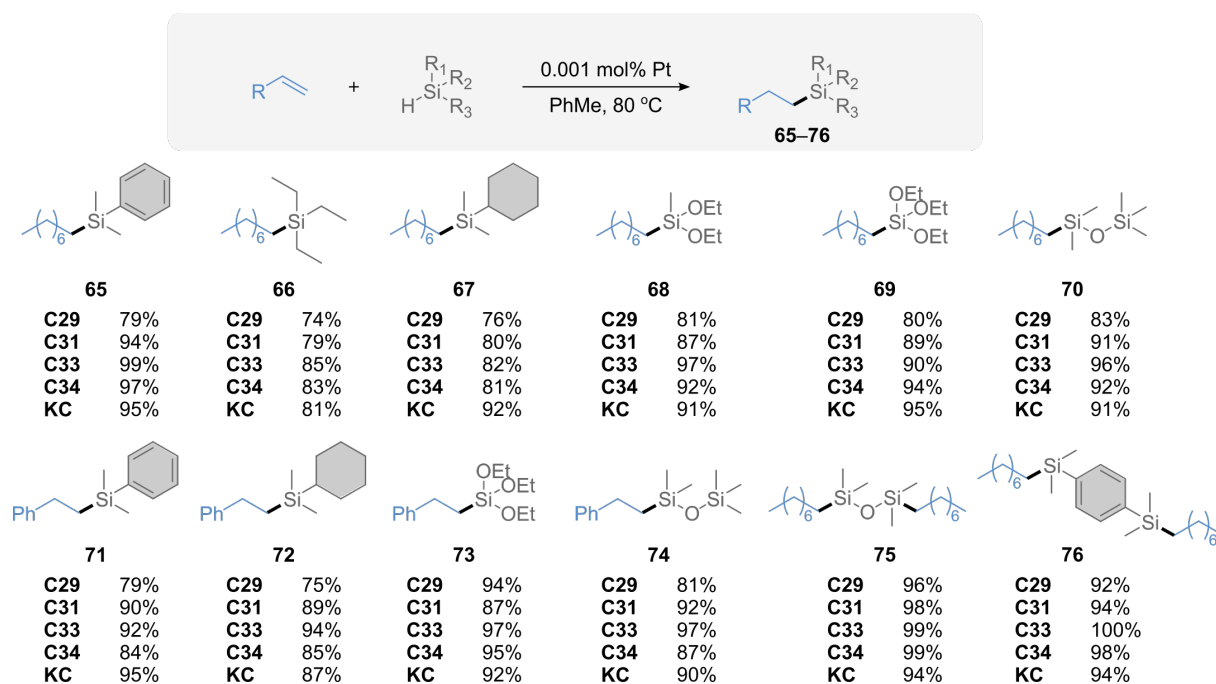 R + H Si R1 R2 R3 0.001 mol% Pt PhMe, 80 °C R Si R1 R2 R3
65–76
( )6 Si
( )6 Si
( )6 Si
( )6 Si OEt OEt
( )6 Si OEt OEt OEt
( )6 Si O Si
65 66 67 68 69 70
C29 79% C29 74% C29 76% C29 81% C29 80% C29 83%
C31 94% C31 79% C31 80% C31 87% C31 89% C31 91%
C33 99% C33 85% C33 82% C33 97% C33 90% C33 96%
C34 97% C34 83% C34 81% C34 92% C34 94% C34 92%
KC 95% KC 81% KC 92% KC 91% KC 95% KC 91%
Ph Si
Ph Si
Ph Si OEt OEt OEt
Ph Si O Si
( )6 Si O Si ( )6
( )6 Si Si ( )6
71 72 73 74 75 76
C29 79% C29 75% C29 94% C29 81% C29 96% C29 92%
C31 90% C31 89% C31 87% C31 92% C31 98% C31 94%
C33 92% C33 94% C33 97% C33 97% C33 99% C33 100%
C34 84% C34 85% C34 95% C34 87% C34 99% C34 98%
KC 95% KC 87% KC 92% KC 90% KC 94% KC 94%